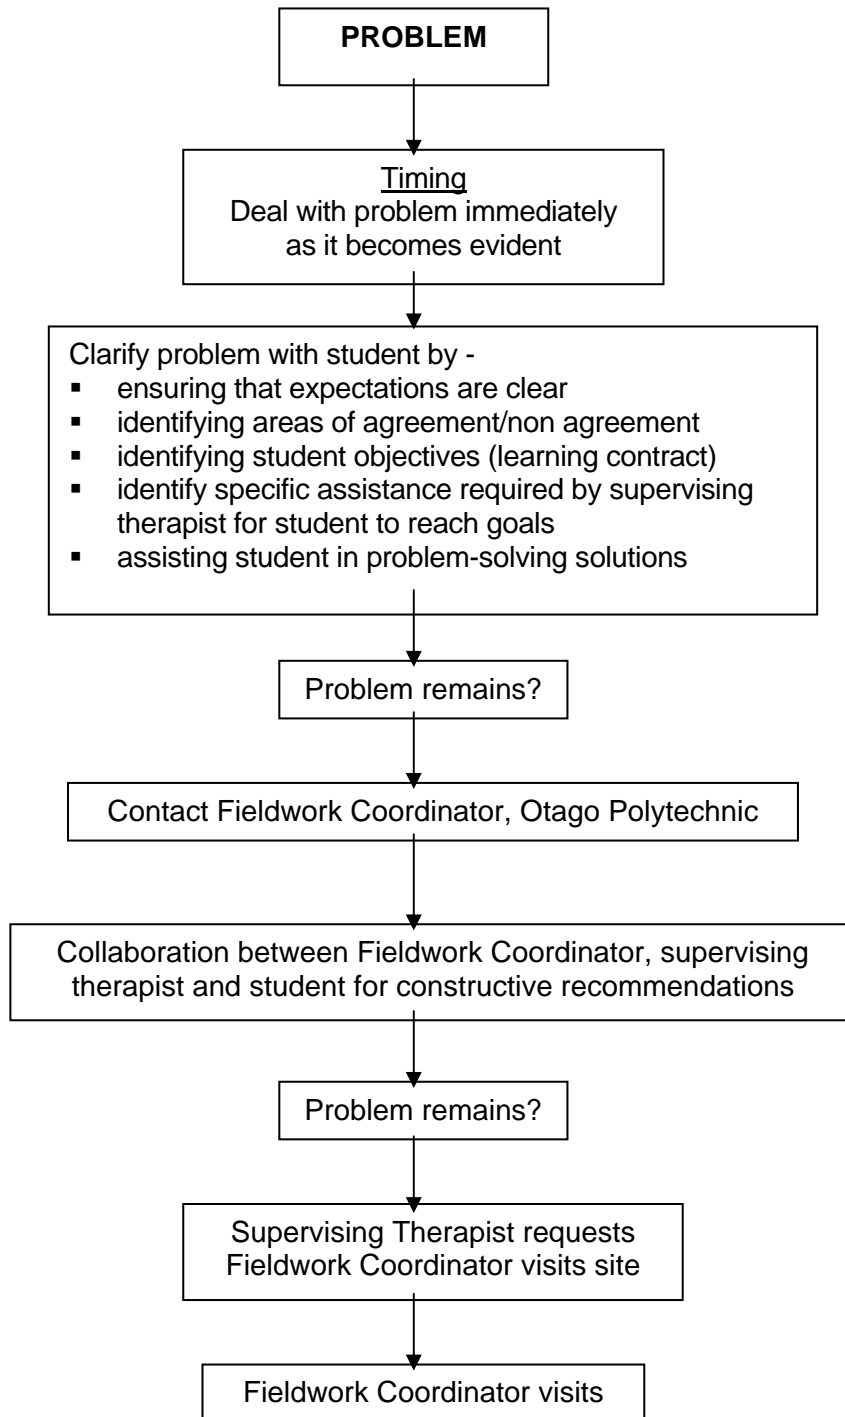 PROBLEM
Timing
Deal with problem immediately
as it becomes evident
Clarify problem with student by -
▪ ensuring that expectations are clear
▪ identifying areas of agreement/non agreement
▪ identifying student objectives (learning contract)
▪ identify specific assistance required by supervising
therapist for student to reach goals
▪ assisting student in problem-solving solutions
Problem remains?
Contact Fieldwork Coordinator, Otago Polytechnic
Collaboration between Fieldwork Coordinator, supervising
therapist and student for constructive recommendations
Problem remains?
Supervising Therapist requests
Fieldwork Coordinator visits site
Fieldwork Coordinator visits